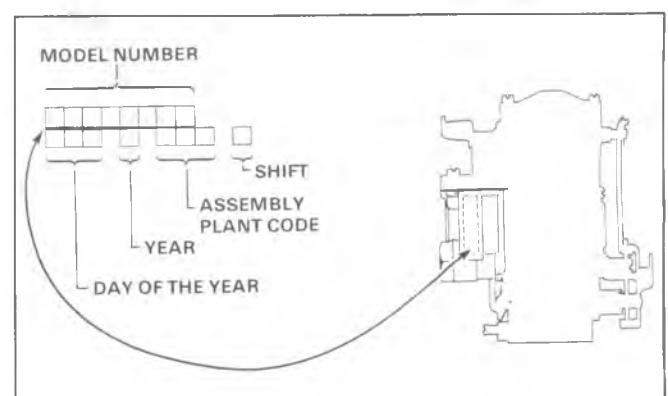 MODEL NUMBER
SHIFT
ASSEMBLY
PLANT CODE
YEAR
DAY OF THE YEAR